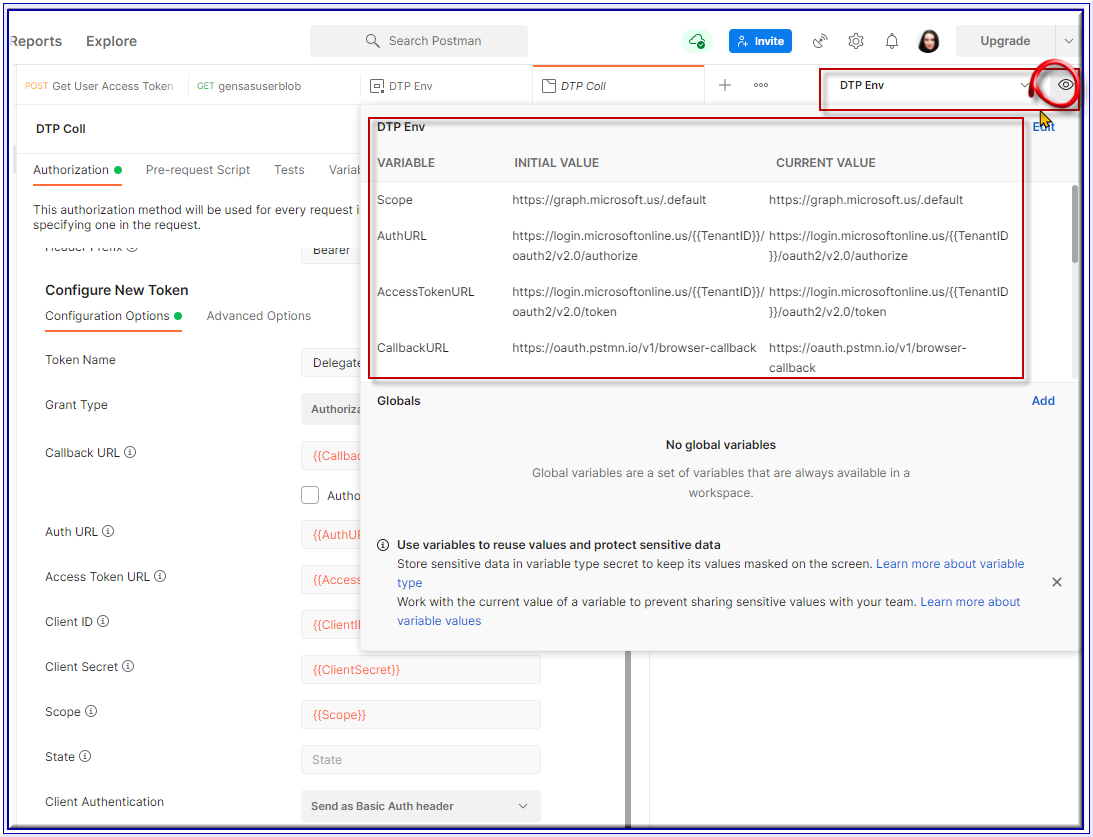 Reports Explore Search Postman Invite Upgrade
POST Get User Access Token GET gensasuserblob DTP Env DTP Coll DTP Env
DTP Coll
Authorization Pre-request Script Tests
This authorization method will be used for every request
specifying one in the request.
Header Prefix
Bearer
Configure New Token
Configuration Options Advanced Options
Token Name
Grant Type
Callback URL
Auth URL
Access Token URL
Client ID
Client Secret {{ClientSecret}}
Scope {{Scope}}
State State
Client Authentication Send as Basic Auth header
DTP Env Edit
VARIABLE INITIAL VALUE CURRENT VALUE
Scope https://graph.microsoft.us/.default https://graph.microsoft.us/.default
AuthURL https://login.microsoftonline.us/{{TenantID}}/ https://login.microsoftonline.us/{{TenantID
oauth2/v2.0/authorize }}/oauth2/v2.0/authorize
AccessTokenURL https://login.microsoftonline.us/{{TenantID}}/ https://login.microsoftonline.us/{{TenantID
oauth2/v2.0/token }}/oauth2/v2.0/token
CallbackURL https://oauth.pstmn.io/v1/browser-callback https://oauth.pstmn.io/v1/browser-
callback
Globals Add
No global variables
Global variables are a set of variables that are always available in a
workspace.
Use variables to reuse values and protect sensitive data
Store sensitive data in variable type secret to keep its values masked on the screen. Learn more about variable
type
Work with the current value of a variable to prevent sharing sensitive values with your team. Learn more about
variable values